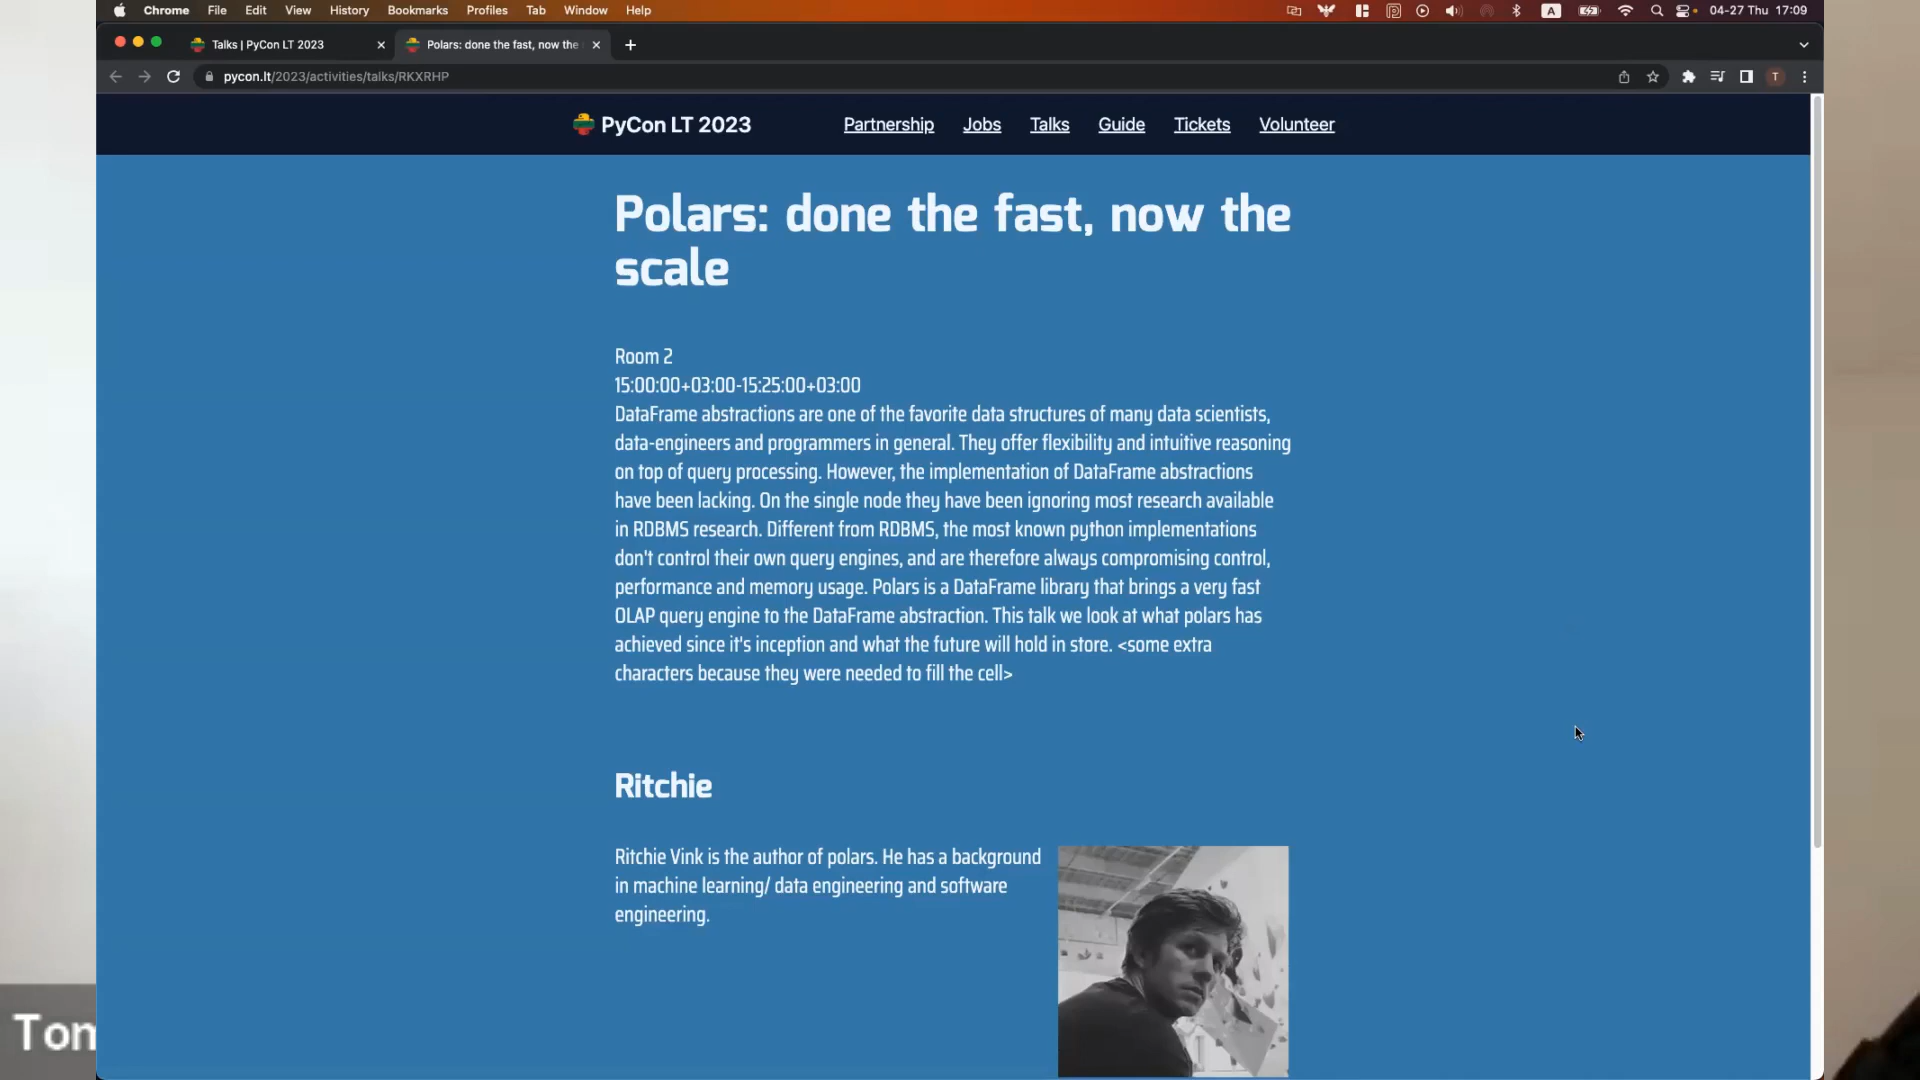 Chrome File Edit View History Bookmarks Profiles Tab Window Help A 04-27 Thu 17:09
Talks | PyCon LT 2023 Polars: done the fast, now the
pycon.lt/2023/activities/talks/RKXRHP T
PyCon LT 2023 Partnership Jobs Talks Guide Tickets Volunteer
Polars: done the fast, now the
scale
Room 2
15:00:00+03:00-15:25:00+03:00
DataFrame abstractions are one of the favorite data structures of many data scientists,
data-engineers and programmers in general. They offer flexibility and intuitive reasoning
on top of query processing. However, the implementation of DataFrame abstractions
have been lacking. On the single node they have been ignoring most research available
in RDBMS research. Different from RDBMS, the most known python implementations
don't control their own query engines, and are therefore always compromising control,
performance and memory usage. Polars is a DataFrame library that brings a very fast
OLAP query engine to the DataFrame abstraction. This talk we look at what polars has
achieved since it's inception and what the future will hold in store. <some extra
characters because they were needed to fill the cell>
Ritchie
Ritchie Vink is the author of polars. He has a background
in machine learning/ data engineering and software
engineering.
Tom